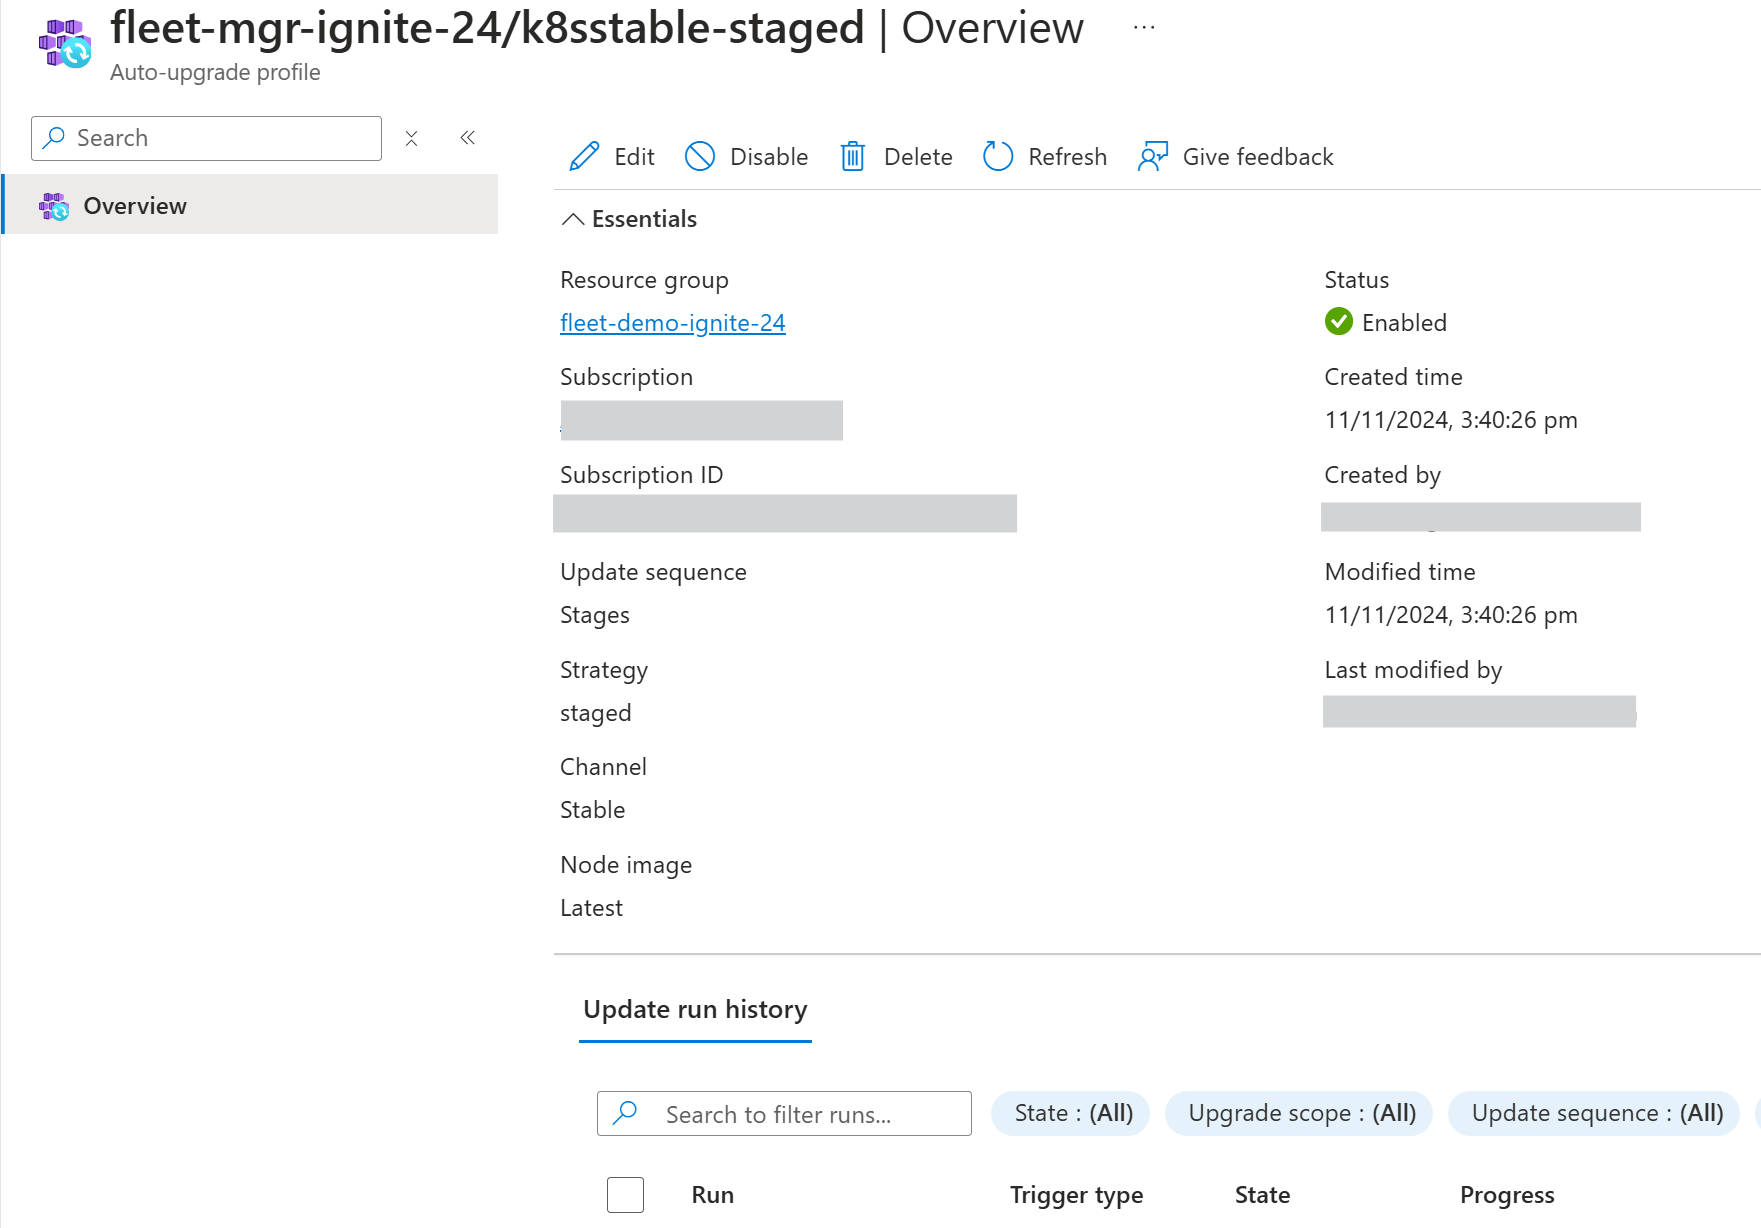 fleet-mgr-ignite-24/k8sstable-staged | Overview ...
Auto-upgrade profile
Search
Overview
Edit Disable Delete Refresh Give feedback
Essentials
Resource group
fleet-demo-ignite-24
Subscription
Subscription ID
Update sequence
Stages
Strategy
staged
Channel
Stable
Node image
Latest
Status
Enabled
Created time
11/11/2024, 3:40:26 pm
Created by
Modified time
11/11/2024, 3:40:26 pm
Last modified by
Update run history
Search to filter runs... State : (All) Upgrade scope : (All) Update sequence : (All)
Run Trigger type State Progress